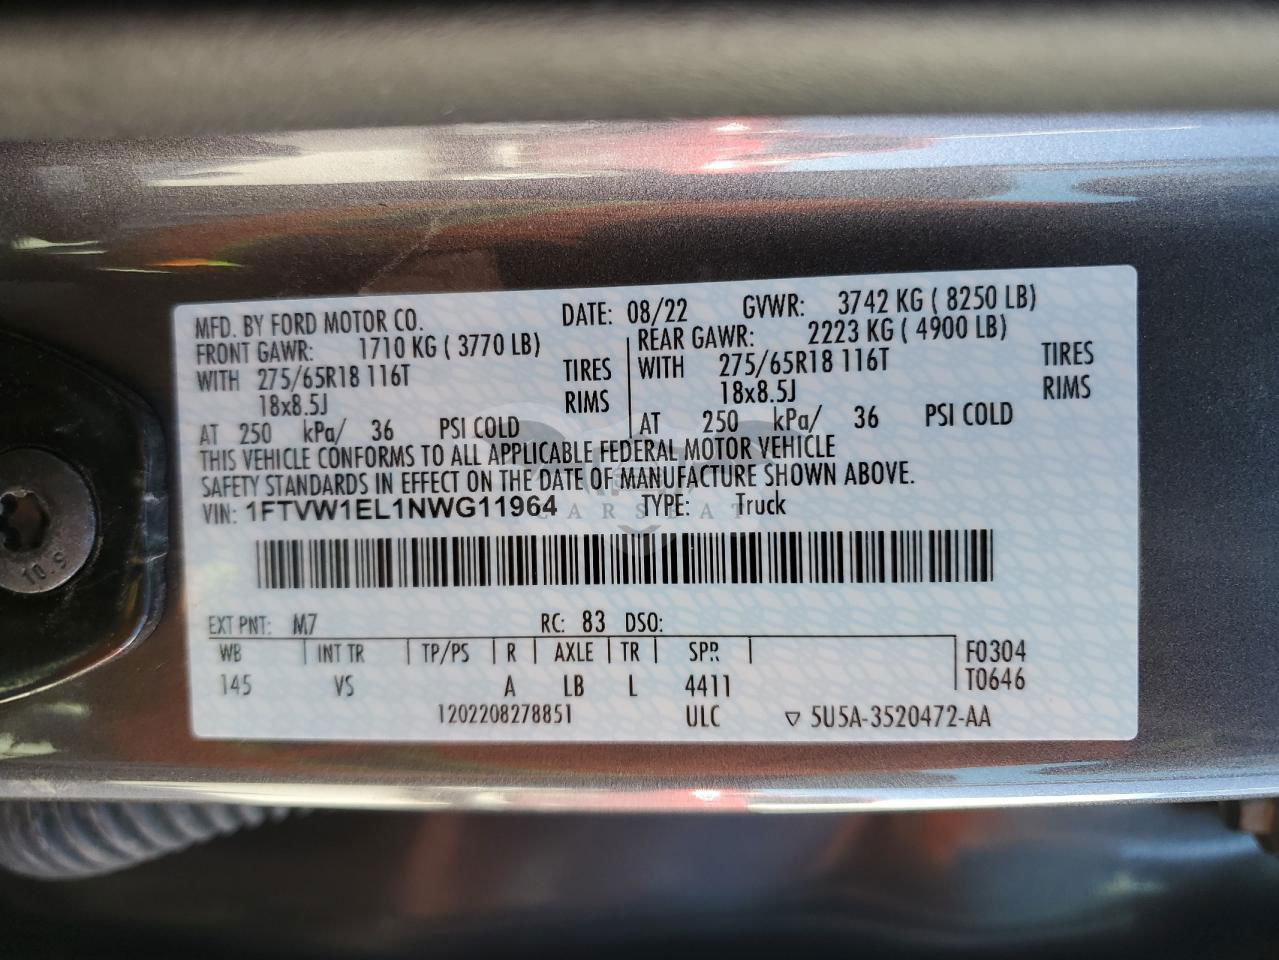 MFD. BY FORD MOTOR CO. DATE: 08/22 GVWR: 3742 KG ( 8250 LB)
FRONT GAWR: 1710 KG ( 3770 LB) REAR GAWR: 2223 KG ( 4900 LB)
WITH 275/65R18 116T TIRES WITH 275/65R18 116T TIRES
18x8.5J RIMS 18x8.5J RIMS
AT 250 kPa/ 36 PSI COLD AT 250 kPa/ 36 PSI COLD
THIS VEHICLE CONFORMS TO ALL APPLICABLE FEDERAL MOTOR VEHICLE
SAFETY STANDARDS IN EFFECT ON THE DATE OF MANUFACTURE SHOWN ABOVE.
VIN: 1FTVW1EL1NWG11964 TYPE: Truck
EXT PNT: M7 RC: 83 DSO:
WB INT TR TP/PS R AXLE TR SPR F0304
145 VS A LB L 4411 T0646
1202208278851 ULC ▽ 5U5A-3520472-AA
10.9